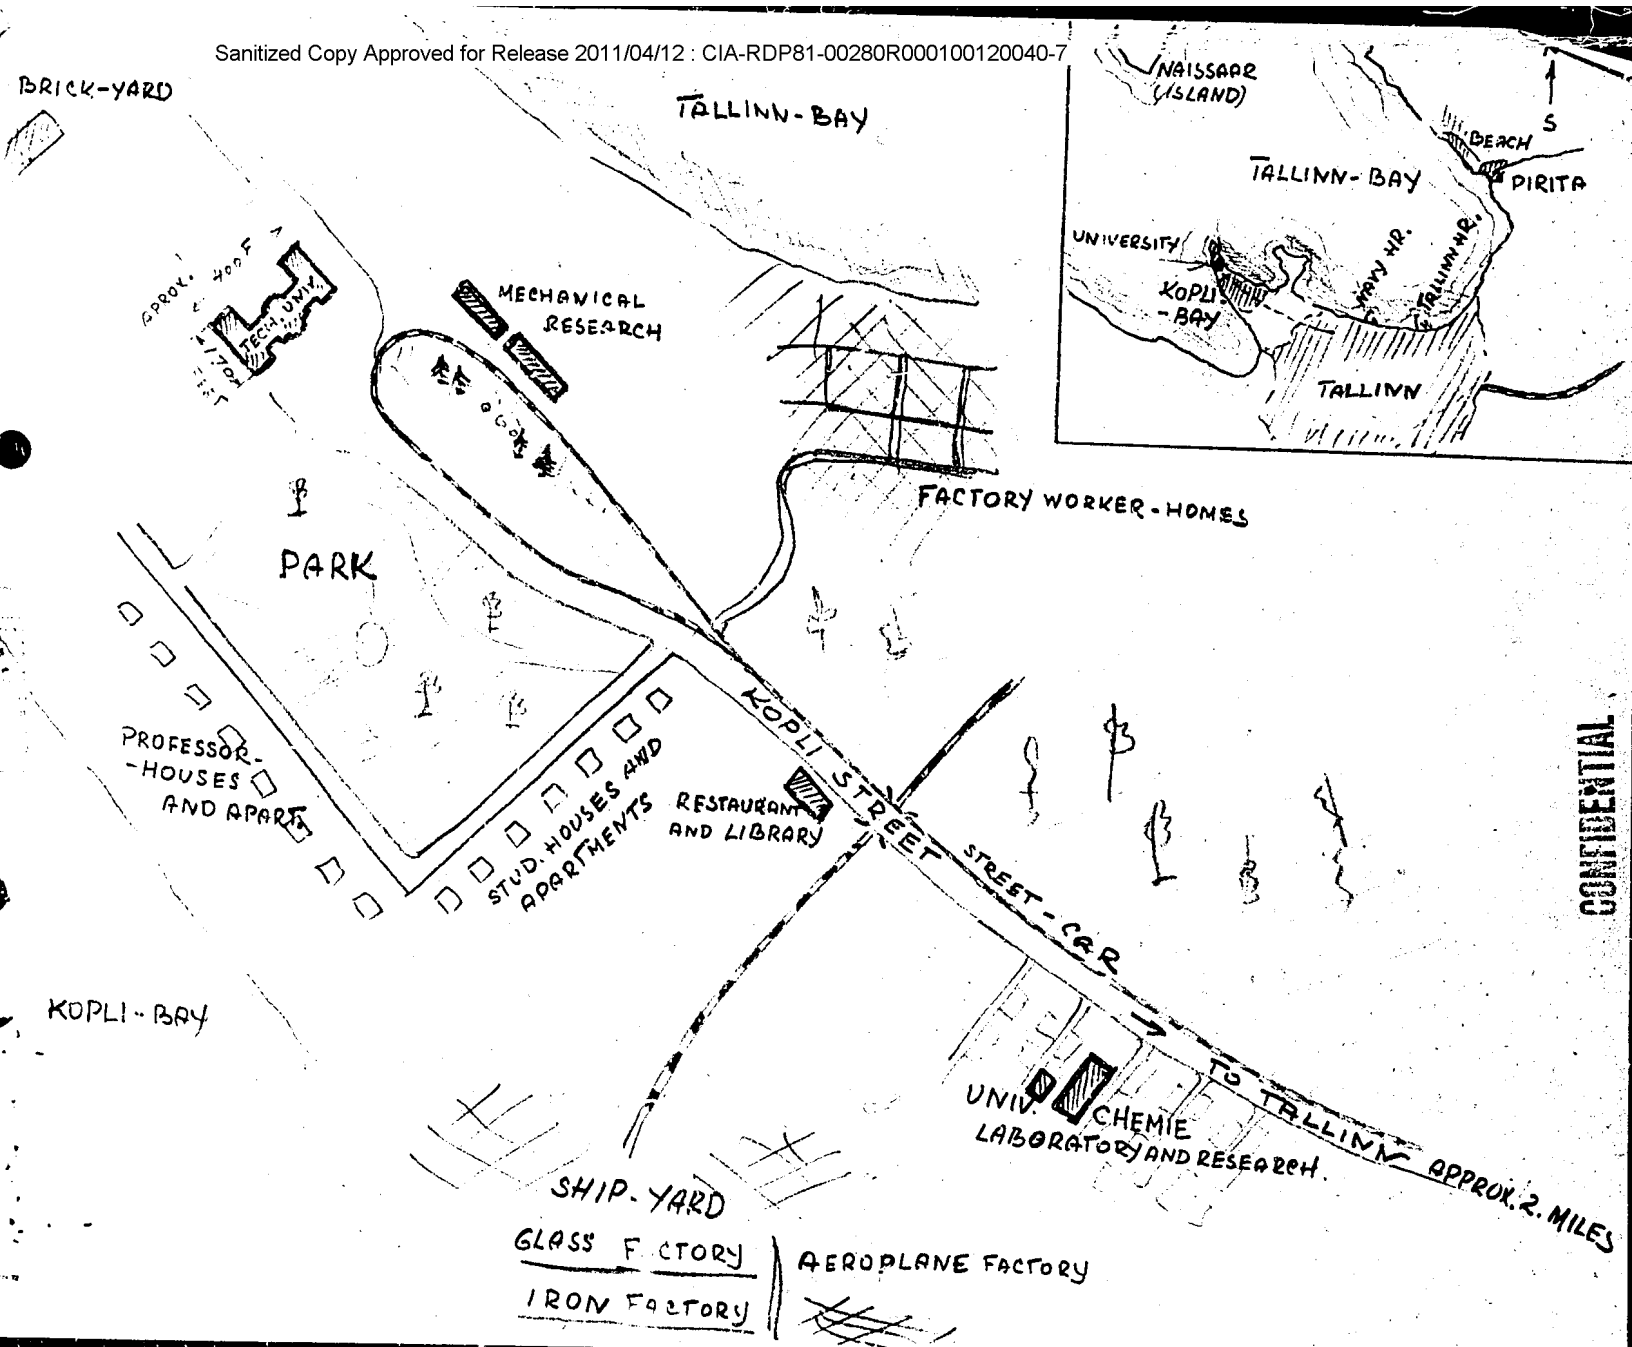 Sanitized Copy Approved for Release 2011/04/12 : CIA-RDP81-00280R000100120040-7
BRICK-YARD
TALLINN-BAY
NAISSAAR
(ISLAND)
S
BEACH
PIRITA
TALLINN-BAY
UNIVERSITY
KOPLI-
-BAY
NAVY HR.
TALLINN HR.
TALLINN
APROX.
400 F
TECH. UNIV.
170
MECHANICAL
RESEARCH
FACTORY WORKER-HOMES
PARK
PROFESSOR-
-HOUSES
AND APART.
STUD. HOUSES AND
APARTMENTS
RESTAURANT
AND LIBRARY
KOPLI STREET
STREET-CAR
CONFIDENTIAL
KOPLI-BAY
TO TALLINN APPROX. 2. MILES
UNIV. CHEMIE
LABORATORY AND RESEARCH.
SHIP-YARD
GLASS F CTORY
IRON FACTORY
AEROPLANE FACTORY